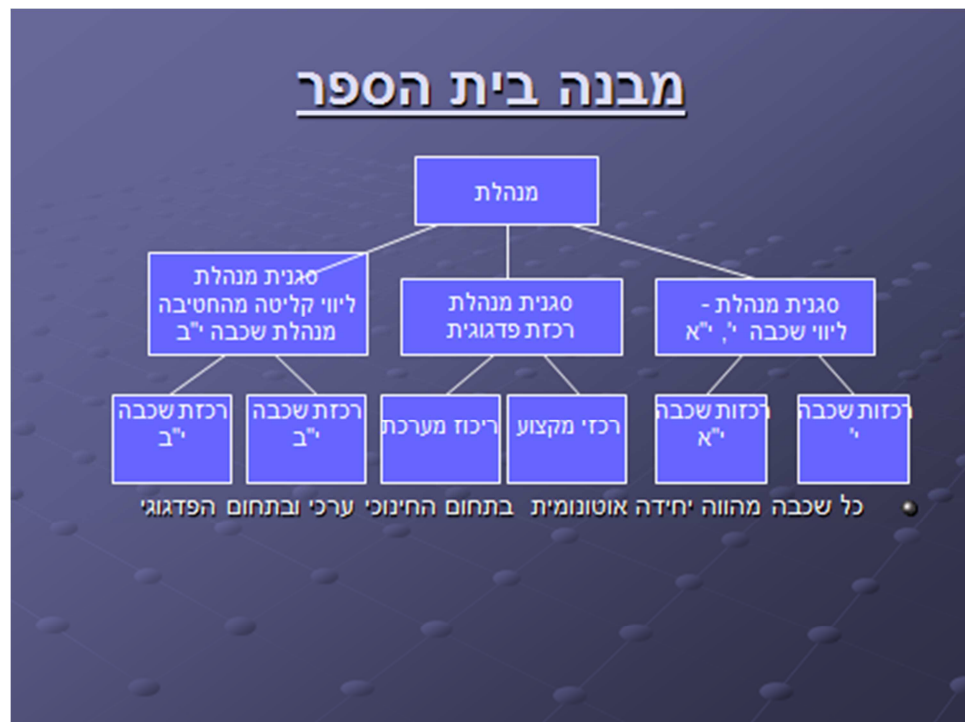 מבנה בית הספר
מנהלת
סגנית מנהלת -
ליווי שכבה י', י"א
סגנית מנהלת
רכזת פדגוגית
סגנית מנהלת
ליווי קליטה מהחטיבה
מנהלת שכבה י"ב
רכזות שכבה
י'
רכזות שכבה
י"א
רכזי מקצוע
ריכוז מערכת
רכזת שכבה
י"ב
רכזת שכבה
י"ב
כל שכבה מהווה יחידה אוטונומית בתחום החינוכי ערכי ובתחום הפדגוגי